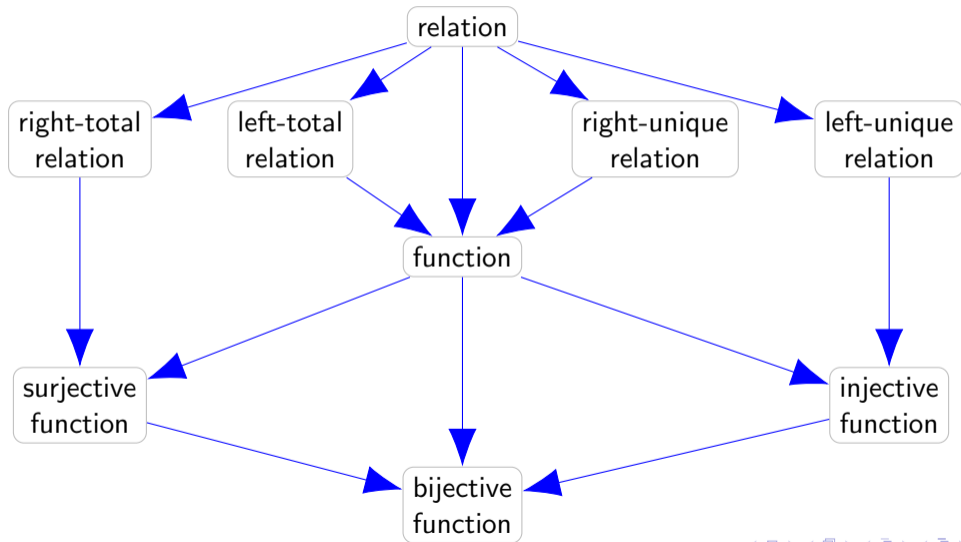 relation
right-total
relation
left-total
relation
right-unique
relation
left-unique
relation
function
surjective
function
injective
function
bijective
function